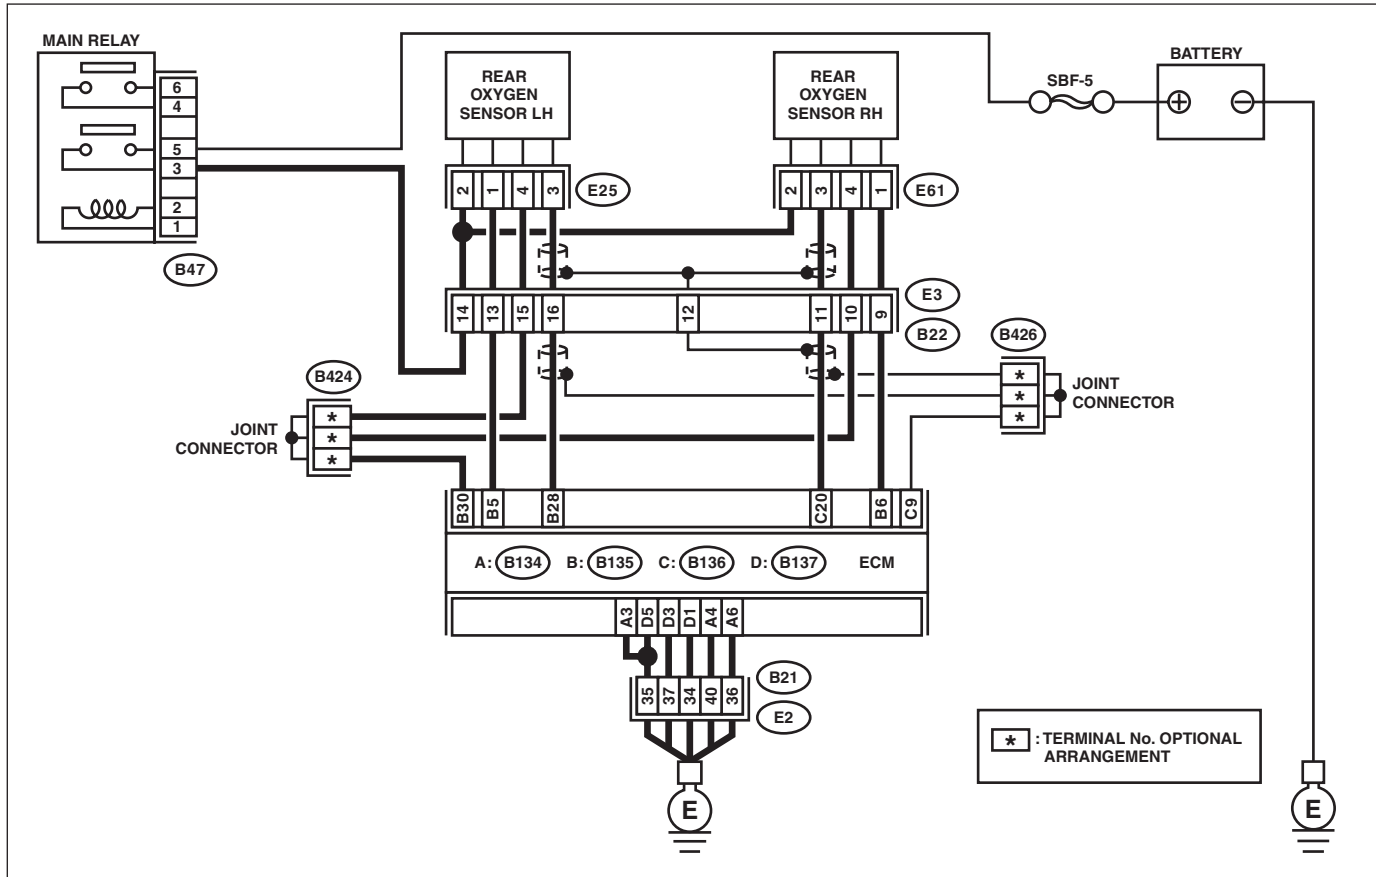 MAIN RELAY
6
4
5
3
2
1
B47
REAR
OXYGEN
SENSOR LH
REAR
OXYGEN
SENSOR RH
SBF-5
BATTERY
+
−
2 1 4 3
E25
2 3 4 1
E61
14 13 15 16 12 11 10 9
E3
B22
B424
JOINT
CONNECTOR
*
*
*
B426
*
*
*
JOINT
CONNECTOR
B30 B5 B28 C20 B6 C9
A: B134 B: B135 C: B136 D: B137 ECM
A3 D5 D3 D1 A4 A6
35 37 34 40 36
B21
E2
E
* : TERMINAL No. OPTIONAL
ARRANGEMENT
E